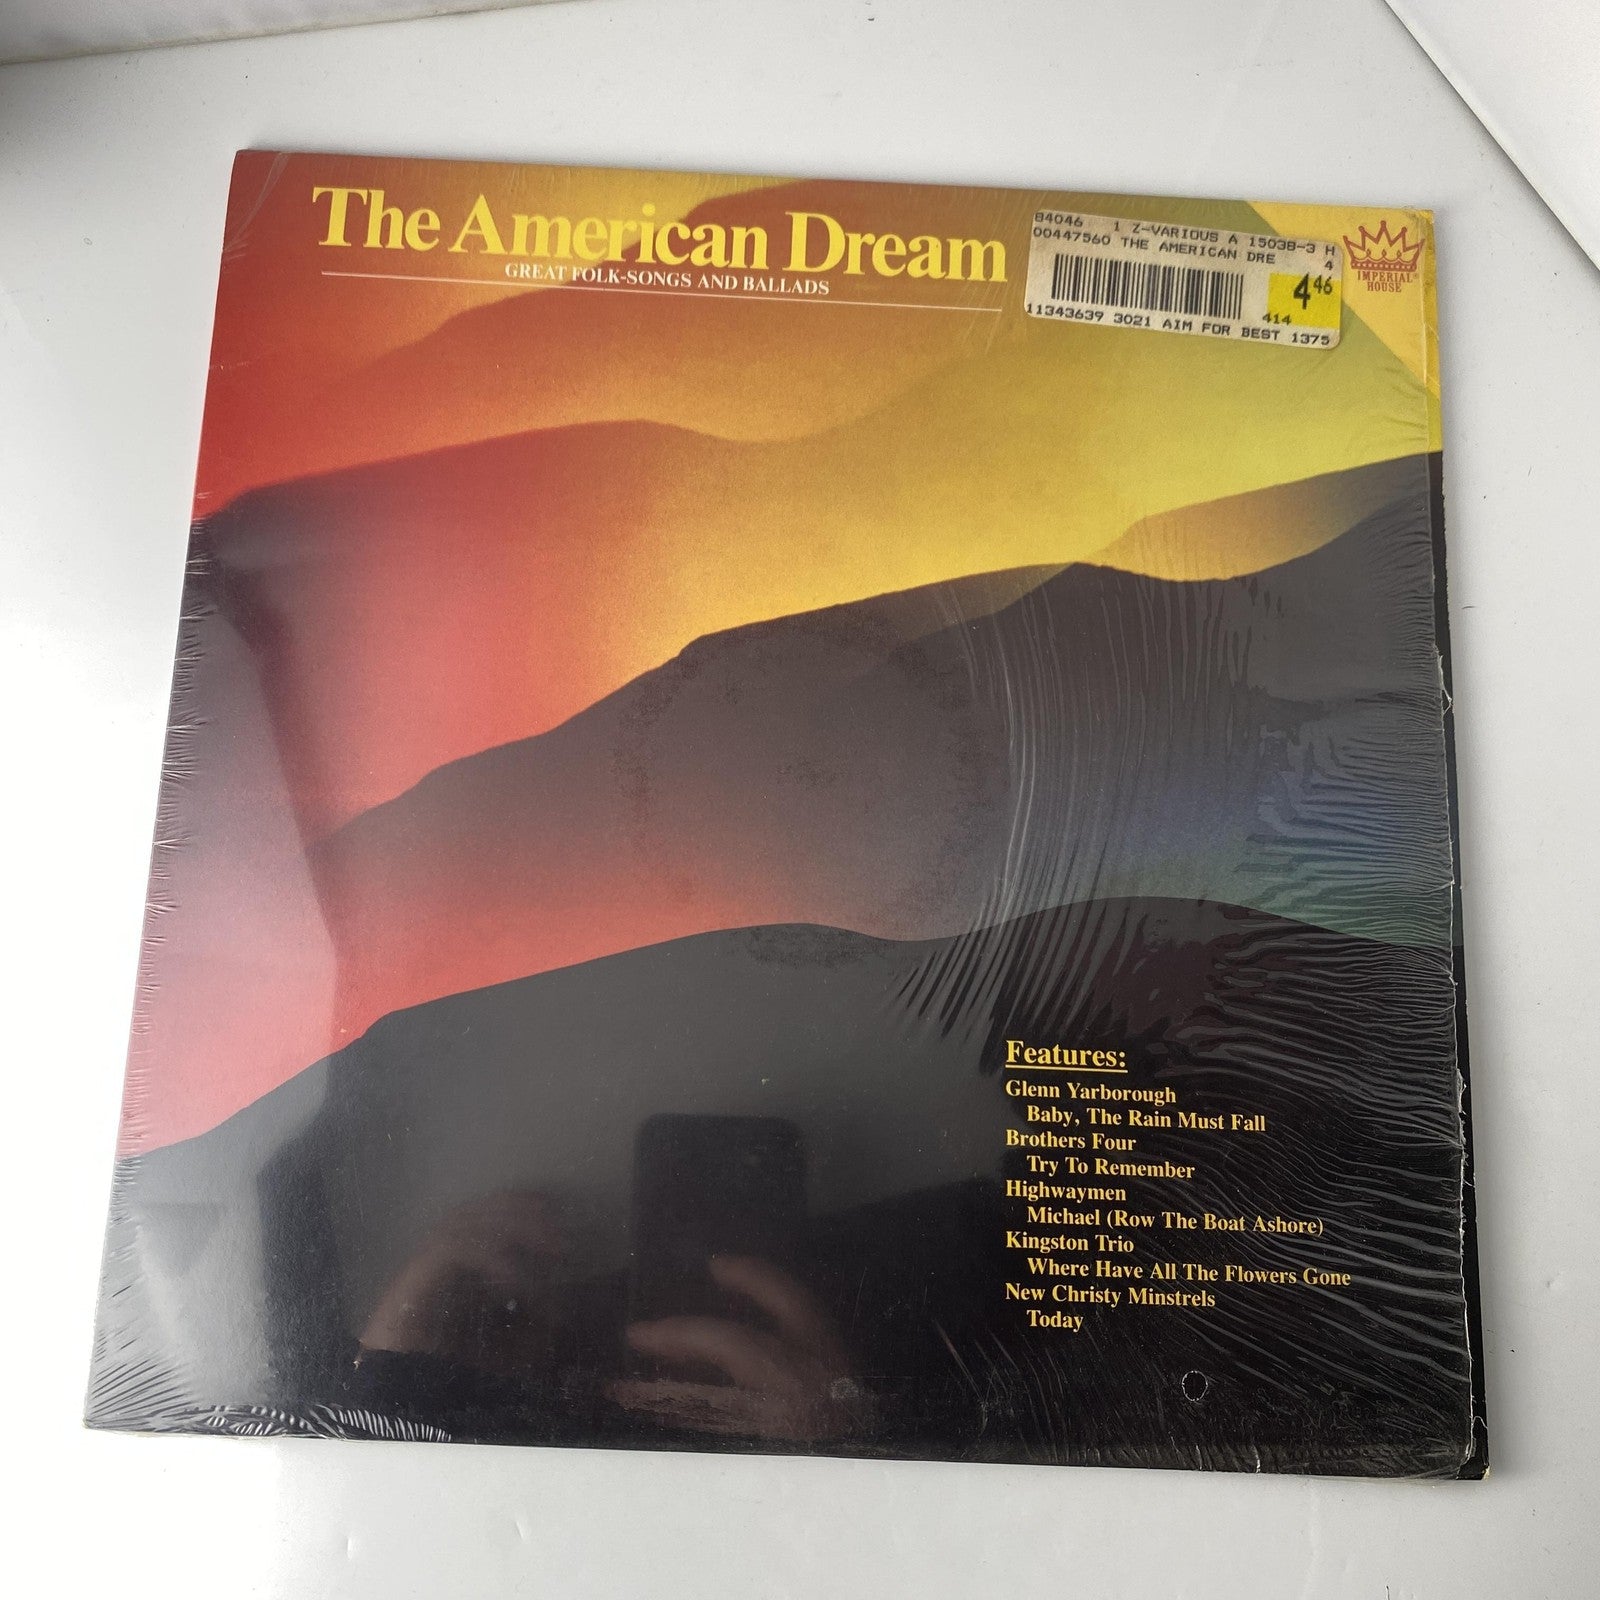 The American Dream
GREAT FOLK-SONGS AND BALLADS
84046 1 Z-VARIOUS A 15038-3 H
00447560 THE AMERICAN DRE 4
4 46
414
11343639 3021 AIM FOR BEST 1375
IMPERIAL®
HOUSE
Features:
Glenn Yarborough
Baby, The Rain Must Fall
Brothers Four
Try To Remember
Highwaymen
Michael (Row The Boat Ashore)
Kingston Trio
Where Have All The Flowers Gone
New Christy Minstrels
Today